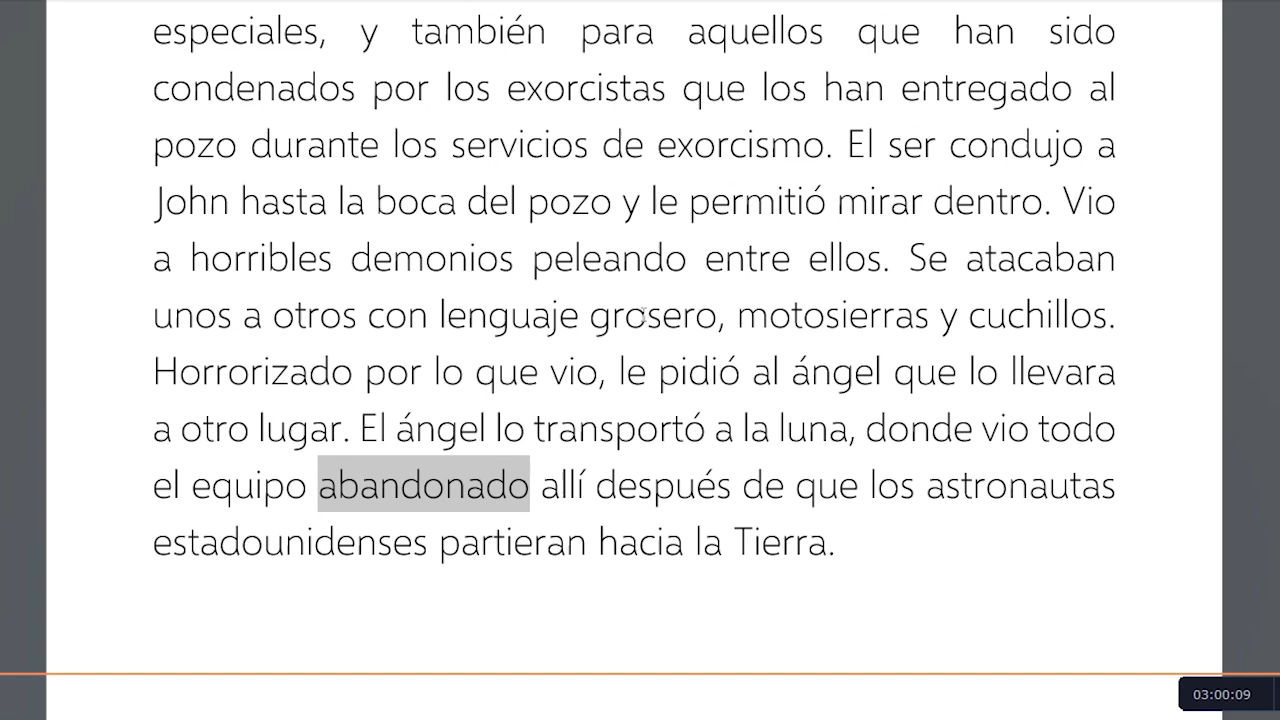 especiales, y también para aquellos que han sido
condenados por los exorcistas que los han entregado al
pozo durante los servicios de exorcismo. El ser condujo a
John hasta la boca del pozo y le permitió mirar dentro. Vio
a horribles demonios peleando entre ellos. Se atacaban
unos a otros con lenguaje grosero, motosierras y cuchillos.
Horrorizado por lo que vio, le pidió al ángel que lo llevara
a otro lugar. El ángel lo transportó a la luna, donde vio todo
el equipo abandonado allí después de que los astronautas
estadounidenses partieran hacia la Tierra.
03:00:09